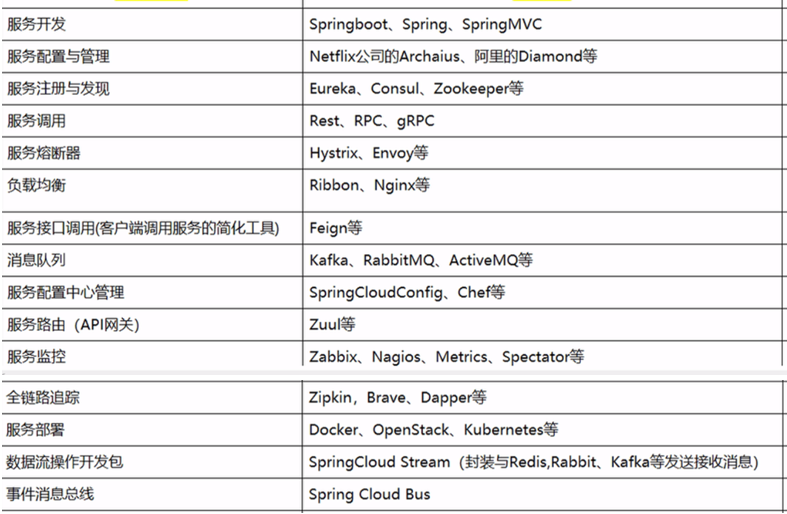 服务开发 Springboot、Spring、SpringMVC
服务配置与管理 Netflix公司的Archaius、阿里的Diamond等
服务注册与发现 Eureka、Consul、Zookeeper等
服务调用 Rest、RPC、gRPC
服务熔断器 Hystrix、Envoy等
负载均衡 Ribbon、Nginx等
服务接口调用(客户端调用服务的简化工具) Feign等
消息队列 Kafka、RabbitMQ、ActiveMQ等
服务配置中心管理 SpringCloudConfig、Chef等
服务路由（API网关） Zuul等
服务监控 Zabbix、Nagios、Metrics、Spectator等
全链路追踪 Zipkin，Brave、Dapper等
服务部署 Docker、OpenStack、Kubernetes等
数据流操作开发包 SpringCloud Stream（封装与Redis,Rabbit、Kafka等发送接收消息）
事件消息总线 Spring Cloud Bus